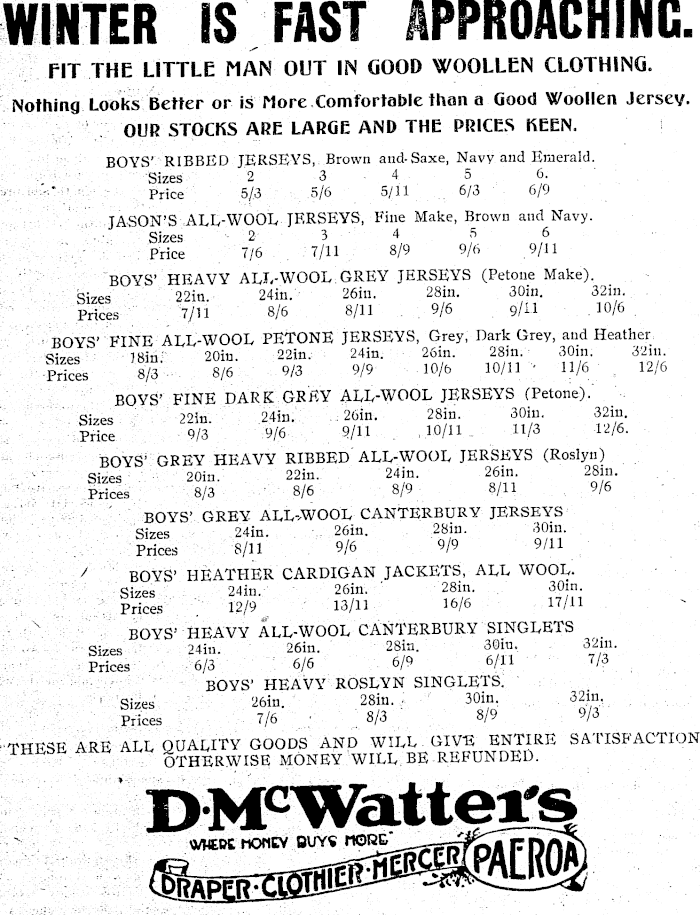 WINTER IS FAST APPROACHING.
FIT THE LITTLE MAN OUT IN GOOD WOOLLEN CLOTHING.
Nothing Looks Better or is More Comfortable than a Good Woollen Jersey.
OUR STOCKS ARE LARGE AND THE PRICES KEEN.
BOYS' RIBBED JERSEYS, Brown and Saxe, Navy and Emerald.
Sizes 2 3 4 5 6.
Price 5/3 5/6 5/11 6/3 6/9
JASON'S ALL-WOOL JERSEYS, Fine Make, Brown and Navy.
Sizes 2 3 4 5 6
Price 7/6 7/11 8/9 9/6 9/11
BOYS' HEAVY ALL-WOOL GREY JERSEYS (Petone Make).
Sizes 22in. 24in. 26in. 28in. 30in. 32in.
Prices 7/11 8/6 8/11 9/6 9/11 10/6
BOYS' FINE ALL-WOOL PETONE JERSEYS, Grey, Dark Grey, and Heather
Sizes 18in. 20in. 22in. 24in. 26in. 28in. 30in. 32in.
Prices 8/3 8/6 9/3 9/9 10/6 10/11 11/6 12/6
BOYS' FINE DARK GREY ALL-WOOL JERSEYS (Petone).
Sizes 22in. 24in. 26in. 28in. 30in. 32in.
Price 9/3 9/6 9/11 10/11 11/3 12/6.
BOYS' GREY HEAVY RIBBED ALL-WOOL JERSEYS (Roslyn)
Sizes 20in. 22in. 24in. 26in. 28in.
Prices 8/3 8/6 8/9 8/11 9/6
BOYS' GREY ALL-WOOL CANTERBURY JERSEYS
Sizes 24in. 26in. 28in. 30in.
Prices 8/11 9/6 9/9 9/11
BOYS' HEATHER CARDIGAN JACKETS, ALL WOOL.
Sizes 24in. 26in. 28in. 30in.
Prices 12/9 13/11 16/6 17/11
BOYS' HEAVY ALL-WOOL CANTERBURY SINGLETS
Sizes 24in. 26in. 28in. 30in. 32in.
Prices 6/3 6/6 6/9 6/11 7/3
BOYS' HEAVY ROSLYN SINGLETS.
Sizes 26in. 28in. 30in. 32in.
Prices 7/6 8/3 8/9 9/3
THESE ARE ALL QUALITY GOODS AND WILL GIVE ENTIRE SATISFACTION
OTHERWISE MONEY WILL BE REFUNDED.
D. McWatters
"WHERE MONEY BUYS MORE"
DRAPER·CLOTHIER·MERCER PAEROA